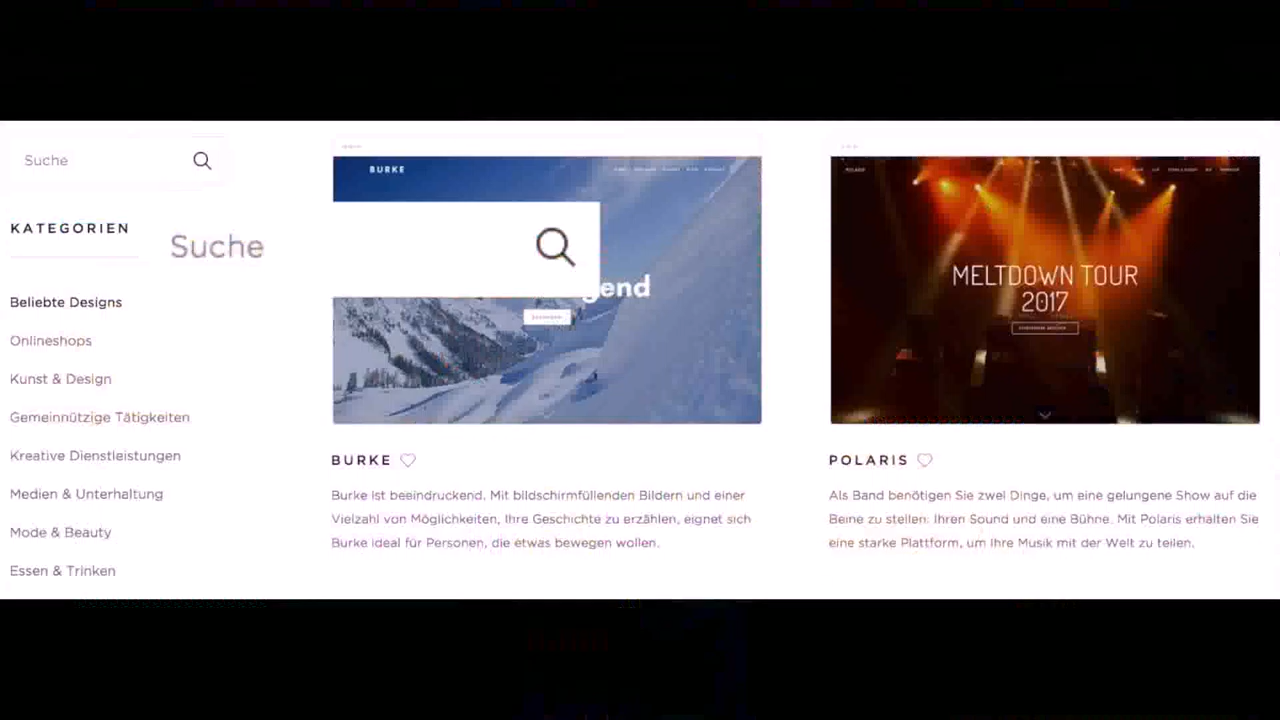 Suche
KATEGORIEN
Suche
Beliebte Designs
Onlineshops
Kunst & Design
Gemeinnützige Tätigkeiten
Kreative Dienstleistungen
Medien & Unterhaltung
Mode & Beauty
Essen & Trinken
BURKE
gend
BURKE
Burke ist beeindruckend. Mit bildschirmfüllenden Bildern und einer
Vielzahl von Möglichkeiten, Ihre Geschichte zu erzählen, eignet sich
Burke ideal für Personen, die etwas bewegen wollen.
POLARIS
MELTDOWN TOUR
2017
POLARIS
Als Band benötigen Sie zwei Dinge, um eine gelungene Show auf die
Beine zu stellen: Ihren Sound und eine Bühne. Mit Polaris erhalten Sie
eine starke Plattform, um Ihre Musik mit der Welt zu teilen.